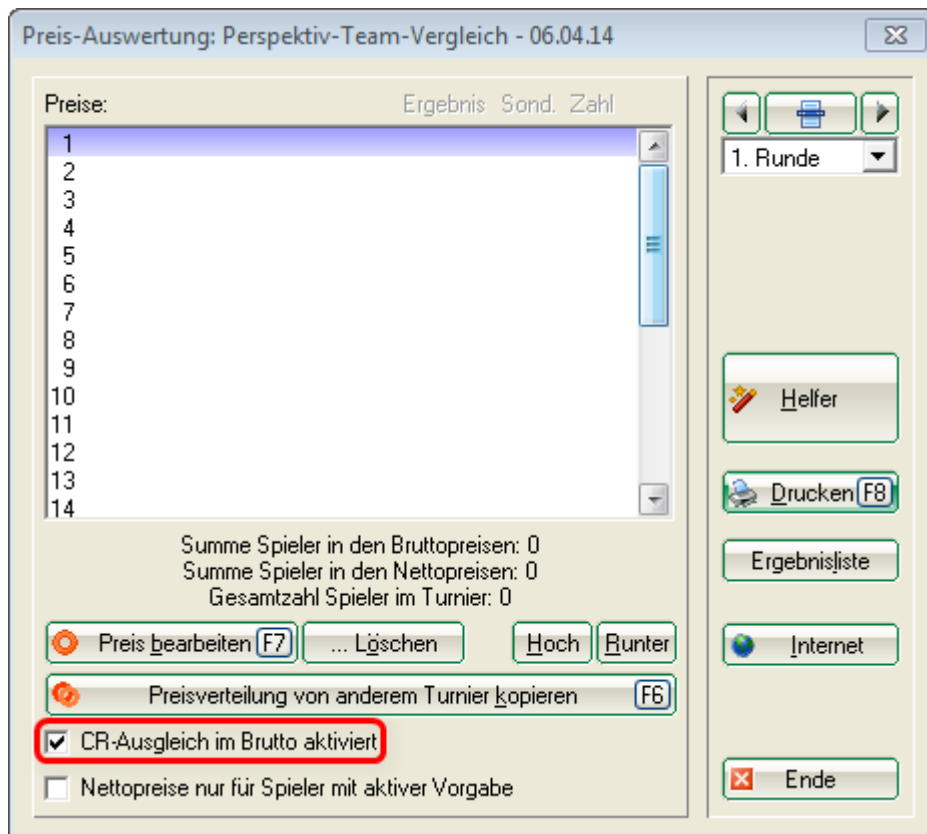 Preis-Auswertung: Perspektiv-Team-Vergleich - 06.04.14
Preise: Ergebnis Sond. Zahl
1
2
3
4
5
6
7
8
9
10
11
12
13
14
Summe Spieler in den Bruttopreisen: 0
Summe Spieler in den Nettopreisen: 0
Gesamtzahl Spieler im Turnier: 0
Preis bearbeiten F7 ... Löschen Hoch Runter
Preisverteilung von anderem Turnier kopieren F6
CR-Ausgleich im Brutto aktiviert
Nettopreise nur für Spieler mit aktiver Vorgabe
1. Runde
Helfer
Drucken F8
Ergebnisliste
Internet
Ende